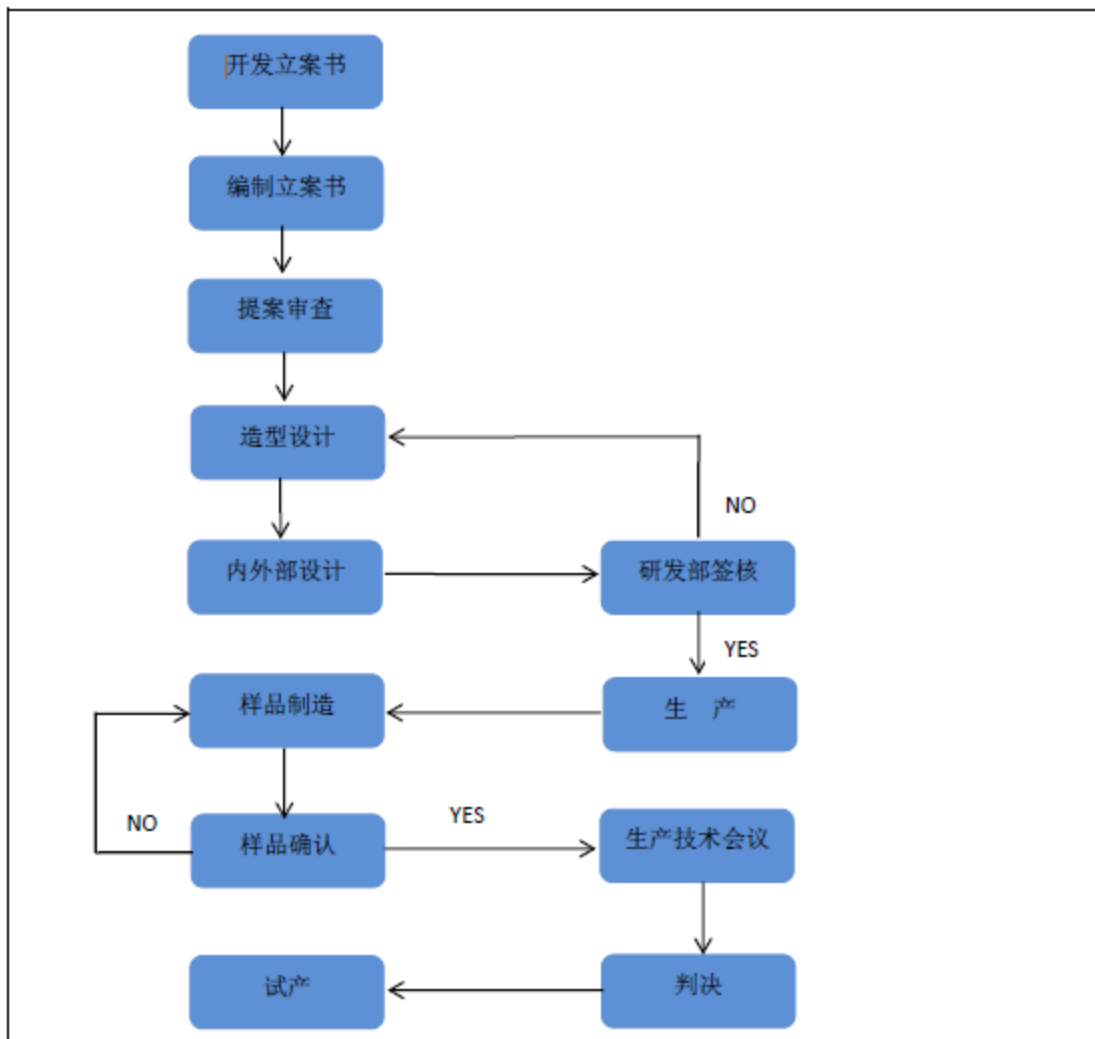 开发立案书
编制立案书
提案审查
造型设计
NO
内外部设计
研发部签核
YES
样品制造
生 产
NO
YES
样品确认
生产技术会议
试产
判决